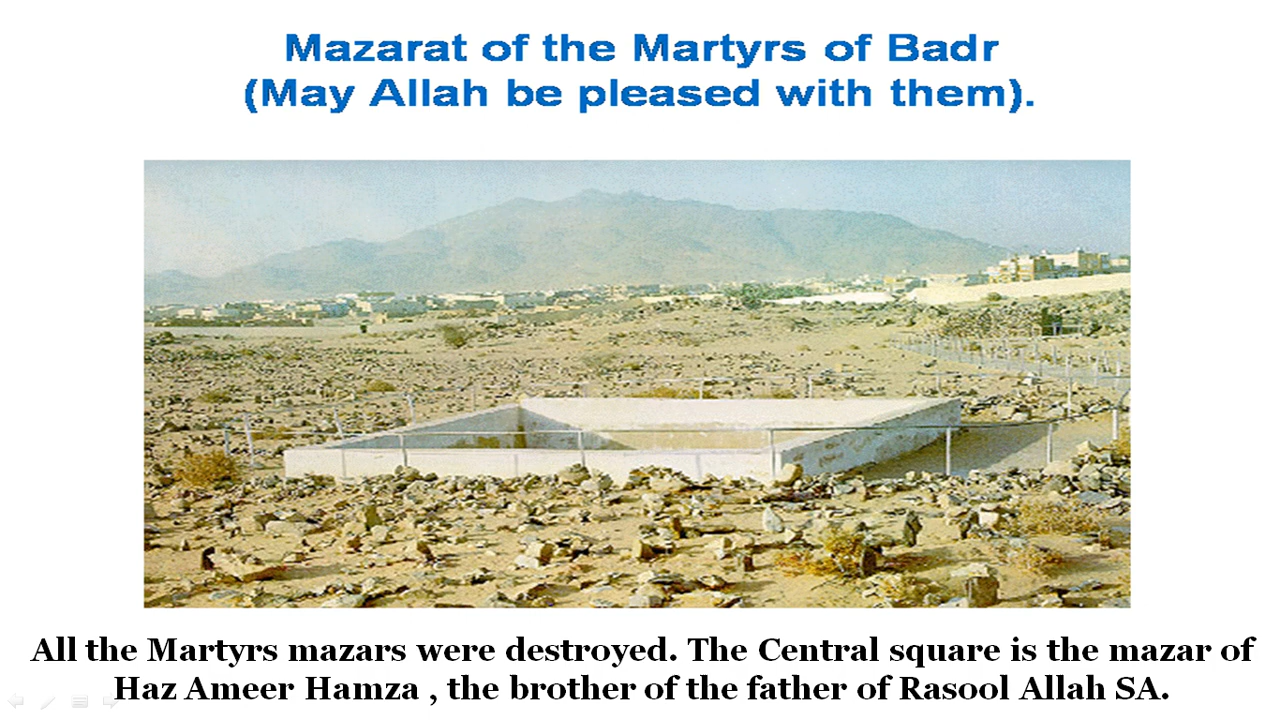 Mazarat of the Martyrs of Badr
(May Allah be pleased with them).
All the Martyrs mazars were destroyed. The Central square is the mazar of
Haz Ameer Hamza , the brother of the father of Rasool Allah SA.